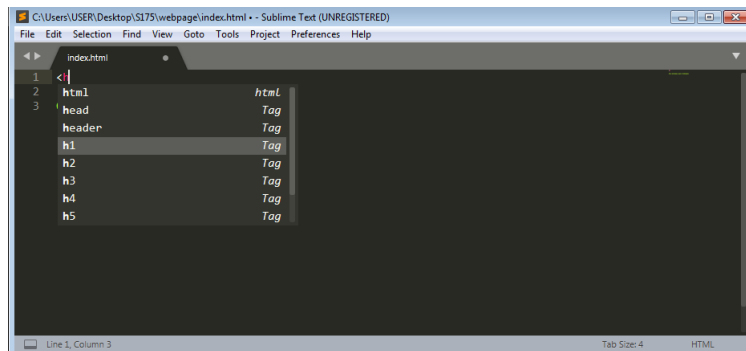 C:\Users\USER\Desktop\S175\webpage\index.html • - Sublime Text (UNREGISTERED)
File Edit Selection Find View Goto Tools Project Preferences Help
index.html
1 <h
2 html html
3 head Tag
header Tag
h1 Tag
h2 Tag
h3 Tag
h4 Tag
h5 Tag
Line 1, Column 3 Tab Size: 4 HTML